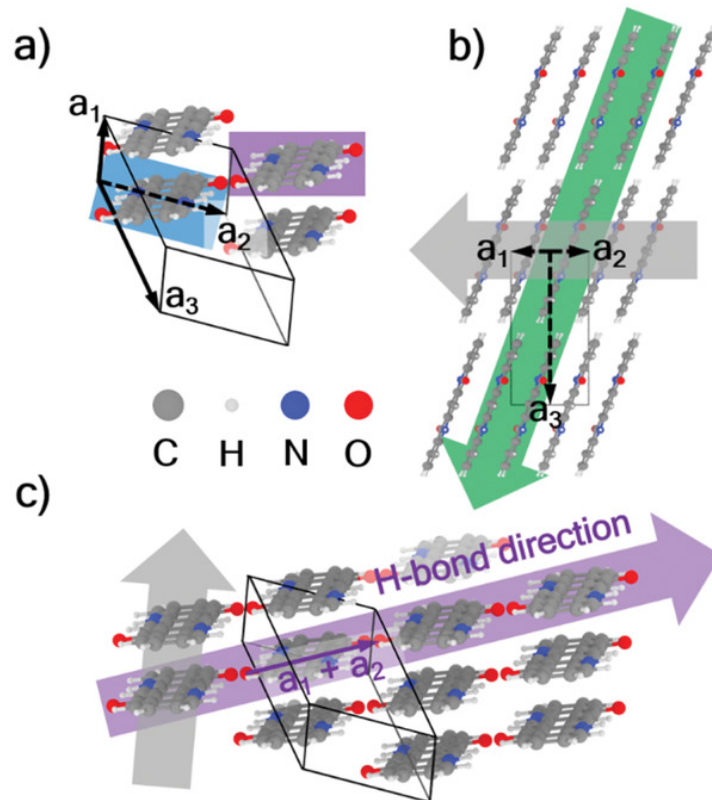 a)
a1
a2
a3
C H N O
b)
a1
a2
a3
c)
H-bond direction
a1 + a2